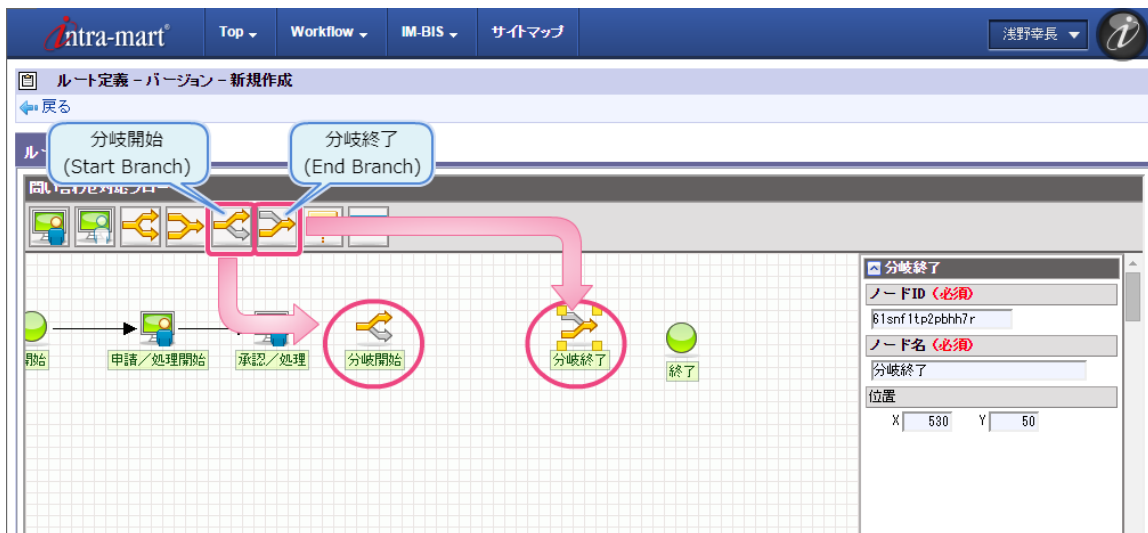 intra-mart
Top
Workflow
IM-BIS
サイトマップ
浅野幸長
ルート定義 - バージョン - 新規作成
戻る
分岐開始
(Start Branch)
分岐終了
(End Branch)
申請／処理開始
承認／処理
分岐開始
分岐終了
終了
分岐終了
ノードID (必須)
61snf1tp2pbhh7r
ノード名 (必須)
分岐終了
位置
X 530 Y 50